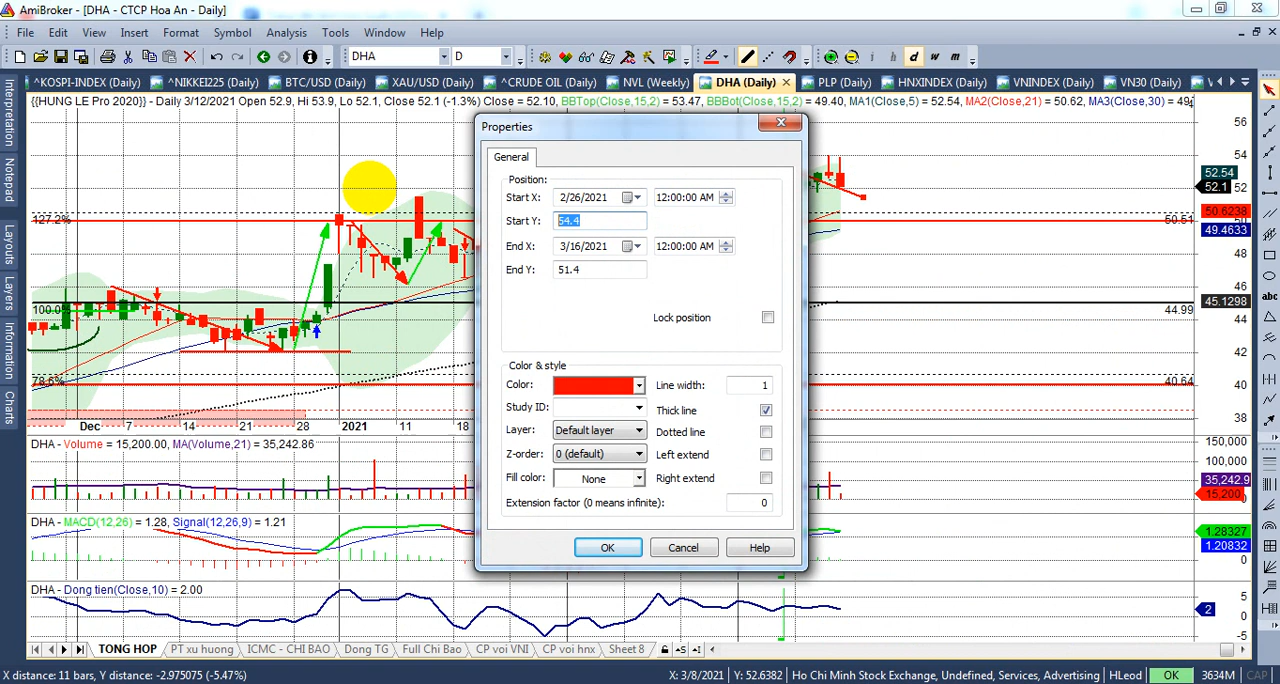 AmiBroker - [DHA - CTCP Hoa An - Daily]
File Edit View Insert Format Symbol Analysis Tools Window Help
DHA D i h d w m
^KOSPI-INDEX (Daily) ^NIKKEI225 (Daily) BTC/USD (Daily) XAU/USD (Daily) ^CRUDE OIL (Daily) NVL (Weekly) DHA (Daily) PLP (Daily) HNXINDEX (Daily) VNINDEX (Daily) VN30 (Daily)
{{HUNG LE Pro 2020}} - Daily 3/12/2021 Open 52.9, Hi 53.9, Lo 52.1, Close 52.1 (-1.3%) Close = 52.10, BBTop(Close,15,2) = 53.47, BBBot(Close,15,2) = 49.40, MA1(Close,5) = 52.54, MA2(Close,21) = 50.62, MA3(Close,30) =
Interpretation
Notepad
Layouts
Layers
Information
Charts
Properties
General
Position:
Start X: 2/26/2021 12:00:00 AM
Start Y: 54.4
End X: 3/16/2021 12:00:00 AM
End Y: 51.4
Lock position
Color & style
Color: Line width: 1
Study ID: Thick line
Layer: Default layer Dotted line
Z-order: 0 (default) Left extend
Fill color: None Right extend
Extension factor (0 means infinite): 0
OK Cancel Help
127.2%
100.0%
78.6%
56
54
52.54
52.1
52
50.6238
50.51
49.4633
48
46
45.1298
44.99
44
42
40.64
40
38
Dec 7 14 21 28 2021 11 18
DHA - Volume = 15,200.00, MA(Volume,21) = 35,242.86
150,000
100,000
35,242.9
15,200
DHA - MACD(12,26) = 1.28, Signal(12,26,9) = 1.21
1.28327
1.20832
0
DHA - Dong tien(Close,10) = 2.00
5
2
0
-5
TONG HOP PT xu huong ICMC - CHI BAO Dong TG Full Chi Bao CP voi VNI CP voi hnx Sheet 8
X distance: 11 bars, Y distance: -2.975075 (-5.47%) X: 3/8/2021 Y: 52.6382 Ho Chi Minh Stock Exchange, Undefined, Services, Advertising HLeod OK 3634M CAP
abc